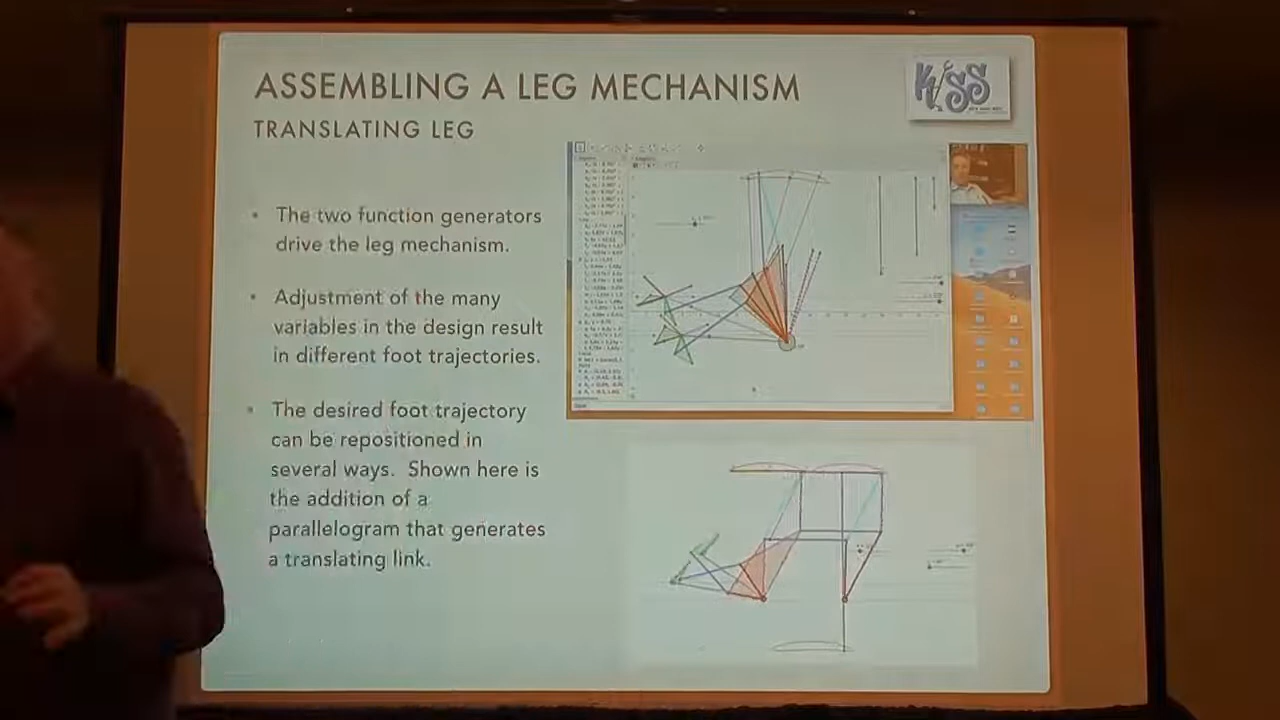 ASSEMBLING A LEG MECHANISM
KISS
TRANSLATING LEG
• The two function generators
drive the leg mechanism.
• Adjustment of the many
variables in the design result
in different foot trajectories.
• The desired foot trajectory
can be repositioned in
several ways. Shown here is
the addition of a
parallelogram that generates
a translating link.